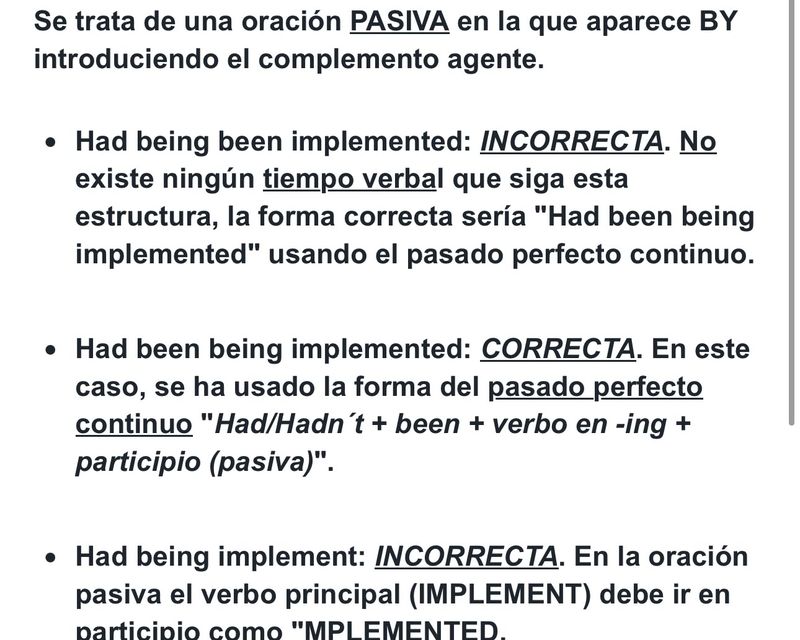 Se trata de una oración PASIVA en la que aparece BY
introduciendo el complemento agente.
• Had being been implemented: INCORRECTA. No
existe ningún tiempo verbal que siga esta
estructura, la forma correcta sería "Had been being
implemented" usando el pasado perfecto continuo.
• Had been being implemented: CORRECTA. En este
caso, se ha usado la forma del pasado perfecto
continuo "Had/Hadn´t + been + verbo en -ing +
participio (pasiva)".
• Had being implement: INCORRECTA. En la oración
pasiva el verbo principal (IMPLEMENT) debe ir en
participio como "MPLEMENTED.